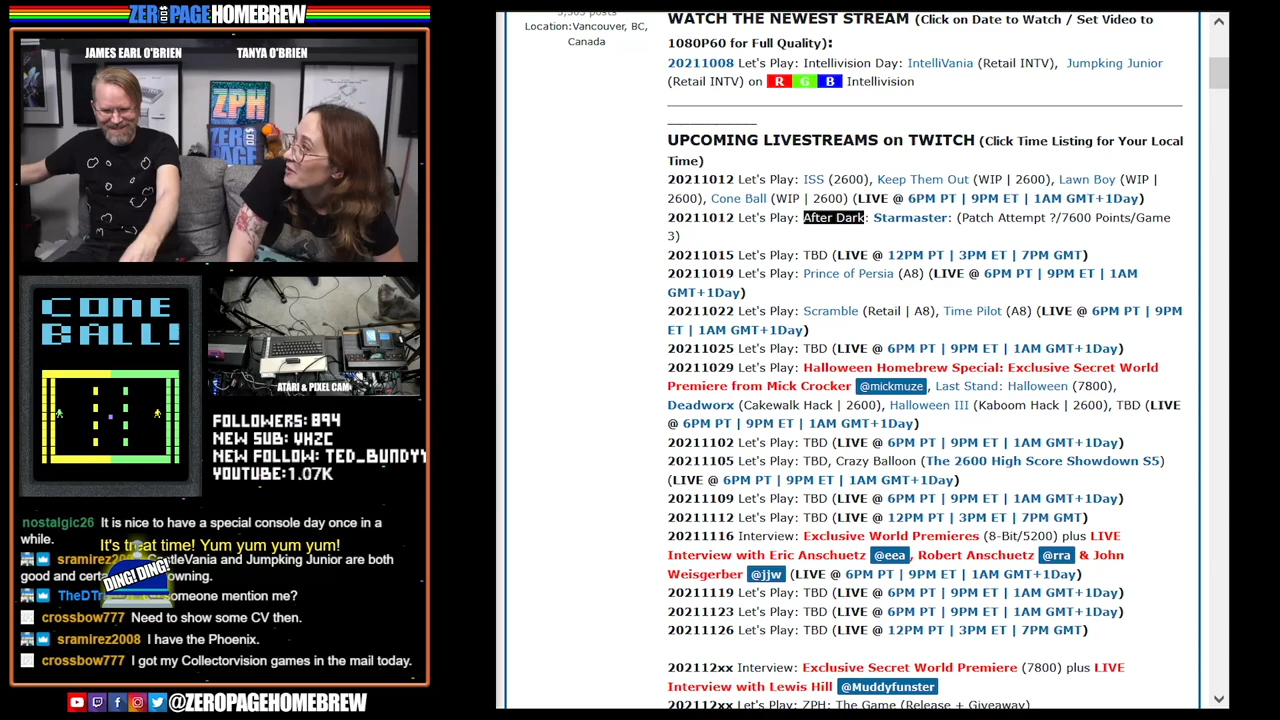 ZERO PAGE HOMEBREW
JAMES EARL O'BRIEN
TANYA O'BRIEN
ZPH
ZERO
PAGE
CONE
BALL!
ATARI & PIXEL CAM
FOLLOWERS: 894
NEW SUB: VHZC
NEW FOLLOW: TED_BUNDYY
YOUTUBE:1.07K
nostalgic26 It is nice to have a special console day once in a
while.
It's treat time! Yum yum yum yum!
CastleVania and Jumpking Junior are both
good and
DING! DING!
someone mention me?
crossbow777 Need to show some CV then.
sramirez2008 I have the Phoenix.
crossbow777 I got my Collectorvision games in the mail today.
@ZEROPAGEHOMEBREW
Location:Vancouver, BC,
Canada
WATCH THE NEWEST STREAM (Click on Date to Watch / Set Video to
1080P60 for Full Quality):
20211008 Let's Play: Intellivision Day: IntelliVania (Retail INTV), Jumpking Junior
(Retail INTV) on R G B Intellivision
UPCOMING LIVESTREAMS on TWITCH (Click Time Listing for Your Local
Time)
20211012 Let's Play: ISS (2600), Keep Them Out (WIP | 2600), Lawn Boy (WIP |
2600), Cone Ball (WIP | 2600) (LIVE @ 6PM PT | 9PM ET | 1AM GMT+1Day)
20211012 Let's Play: After Dark: Starmaster: (Patch Attempt ?/7600 Points/Game
3)
20211015 Let's Play: TBD (LIVE @ 12PM PT | 3PM ET | 7PM GMT)
20211019 Let's Play: Prince of Persia (A8) (LIVE @ 6PM PT | 9PM ET | 1AM
GMT+1Day)
20211022 Let's Play: Scramble (Retail | A8), Time Pilot (A8) (LIVE @ 6PM PT | 9PM
ET | 1AM GMT+1Day)
20211025 Let's Play: TBD (LIVE @ 6PM PT | 9PM ET | 1AM GMT+1Day)
20211029 Let's Play: Halloween Homebrew Special: Exclusive Secret World
Premiere from Mick Crocker @mickmuze, Last Stand: Halloween (7800),
Deadworx (Cakewalk Hack | 2600), Halloween III (Kaboom Hack | 2600), TBD (LIVE
@ 6PM PT | 9PM ET | 1AM GMT+1Day)
20211102 Let's Play: TBD (LIVE @ 6PM PT | 9PM ET | 1AM GMT+1Day)
20211105 Let's Play: TBD, Crazy Balloon (The 2600 High Score Showdown S5)
(LIVE @ 6PM PT | 9PM ET | 1AM GMT+1Day)
20211109 Let's Play: TBD (LIVE @ 6PM PT | 9PM ET | 1AM GMT+1Day)
20211112 Let's Play: TBD (LIVE @ 12PM PT | 3PM ET | 7PM GMT)
20211116 Interview: Exclusive World Premieres (8-Bit/5200) plus LIVE
Interview with Eric Anschuetz @eea, Robert Anschuetz @rra & John
Weisgerber @jjw (LIVE @ 6PM PT | 9PM ET | 1AM GMT+1Day)
20211119 Let's Play: TBD (LIVE @ 6PM PT | 9PM ET | 1AM GMT+1Day)
20211123 Let's Play: TBD (LIVE @ 6PM PT | 9PM ET | 1AM GMT+1Day)
20211126 Let's Play: TBD (LIVE @ 12PM PT | 3PM ET | 7PM GMT)
202112xx Interview: Exclusive Secret World Premiere (7800) plus LIVE
Interview with Lewis Hill @Muddyfunster
202112xx Let's Play: ZPH: The Game (Release + Giveaway)